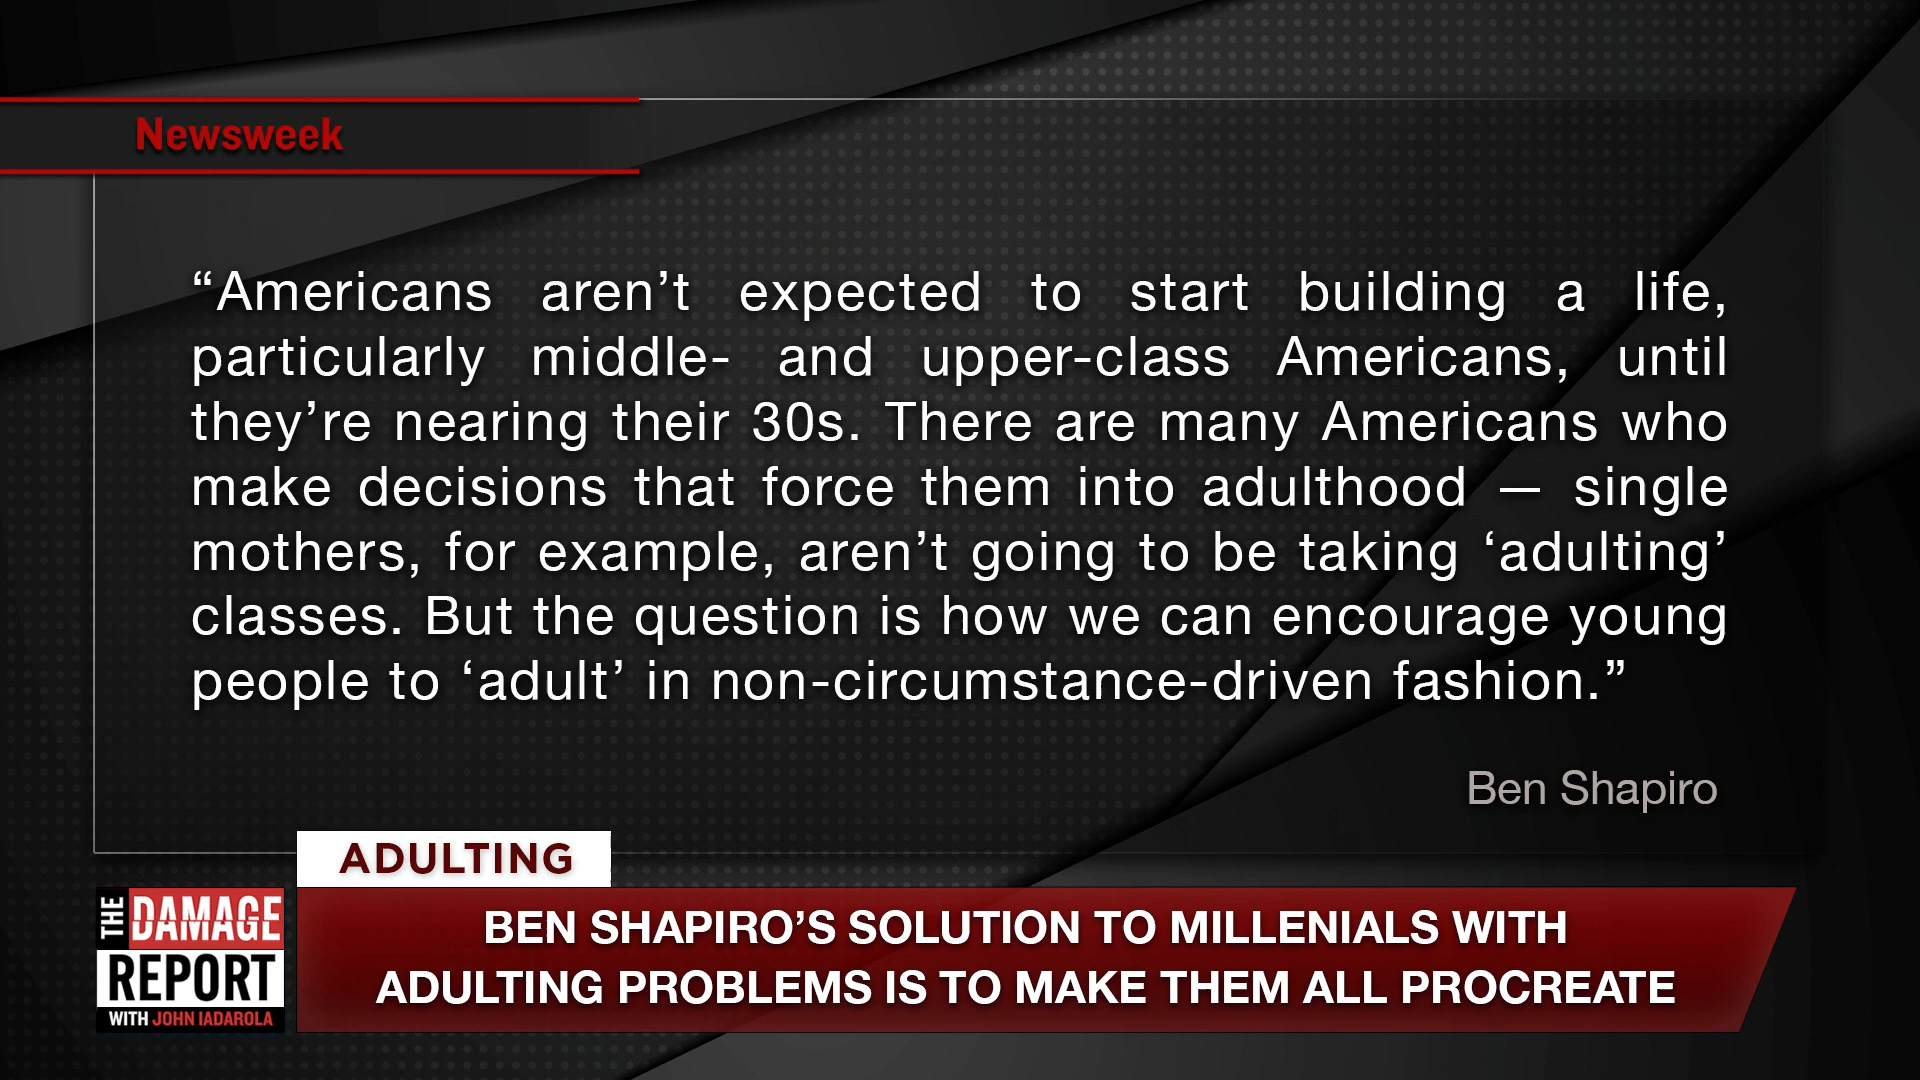 Newsweek
“Americans aren’t expected to start building a life,
particularly middle- and upper-class Americans, until
they’re nearing their 30s. There are many Americans who
make decisions that force them into adulthood — single
mothers, for example, aren’t going to be taking ‘adulting’
classes. But the question is how we can encourage young
people to ‘adult’ in non-circumstance-driven fashion.”
Ben Shapiro
ADULTING
THE DAMAGE
REPORT
WITH JOHN IADAROLA
BEN SHAPIRO’S SOLUTION TO MILLENIALS WITH
ADULTING PROBLEMS IS TO MAKE THEM ALL PROCREATE